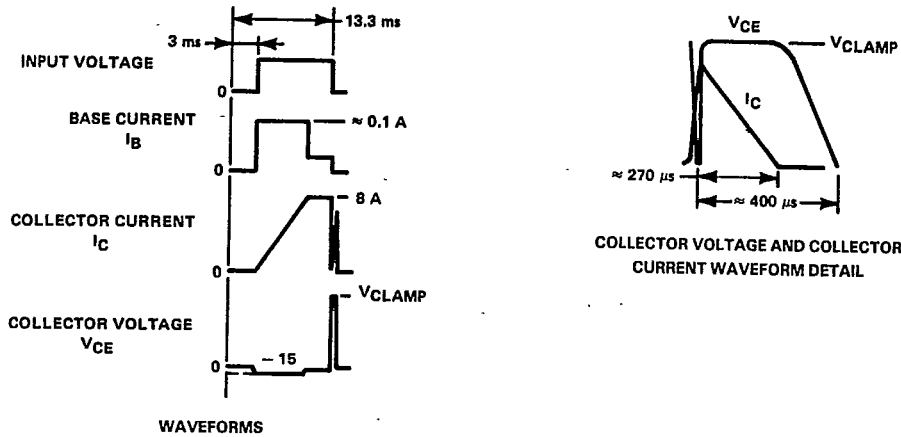 13.3 ms
3 ms
INPUT VOLTAGE
0
BASE CURRENT
IB
≈ 0.1 A
0
COLLECTOR CURRENT
IC
8 A
0
VCLAMP
COLLECTOR VOLTAGE
VCE
0
– 15
WAVEFORMS
VCE
VCLAMP
IC
≈ 270 μs
≈ 400 μs
COLLECTOR VOLTAGE AND COLLECTOR
CURRENT WAVEFORM DETAIL